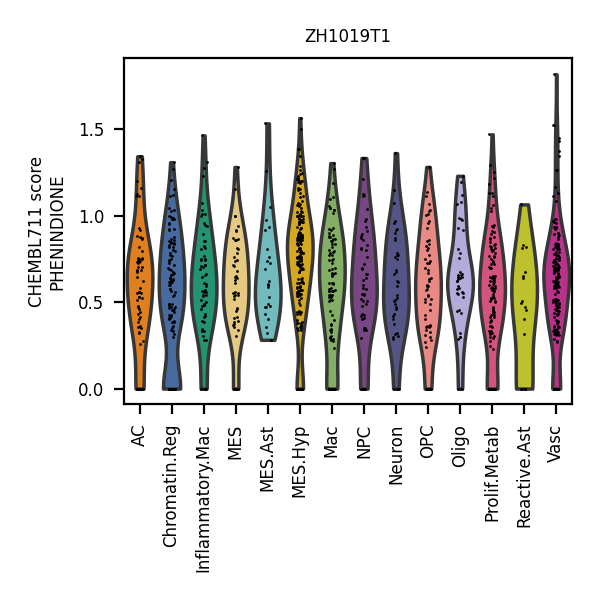 ZH1019T1
CHEMBL711 score
PHENINDIONE
1.5
1.0
0.5
0.0
AC
Chromatin.Reg
Inflammatory.Mac
MES
MES.Ast
MES.Hyp
Mac
NPC
Neuron
OPC
Oligo
Prolif.Metab
Reactive.Ast
Vasc